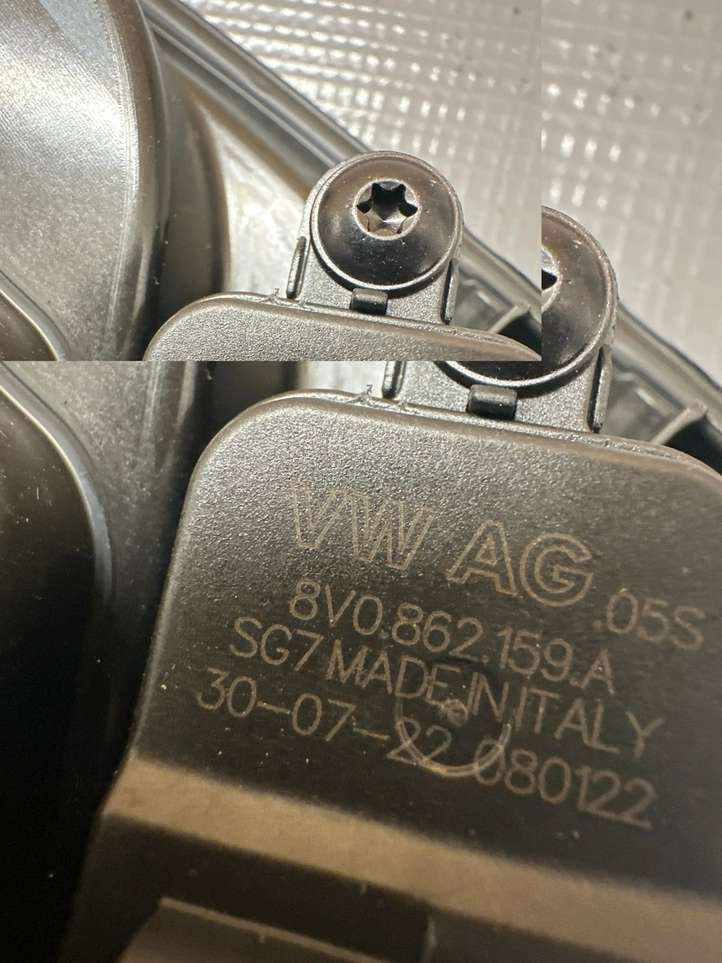 VW AG .05S
8V0.862 159.A
SG7 MADE IN ITALY
30-07-22 080122